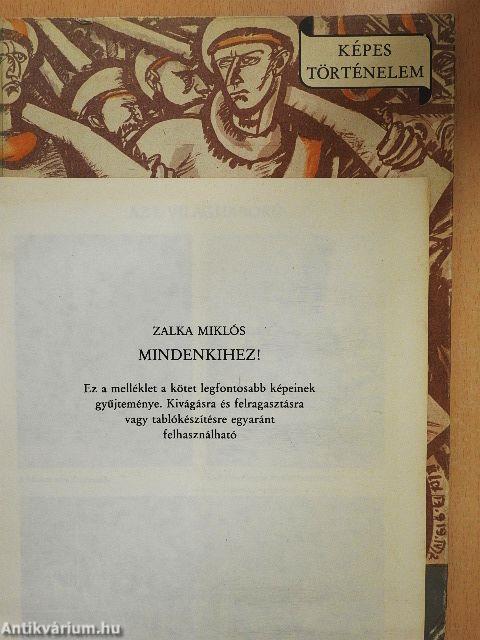 KÉPES
TÖRTÉNELEM
ZALKA MIKLÓS
MINDENKIHEZ!
Ez a melléklet a kötet legfontosabb képeinek
gyűjteménye. Kivágásra és felragasztásra
vagy tablókészítésre egyaránt
felhasználható
Antikvárium.hu